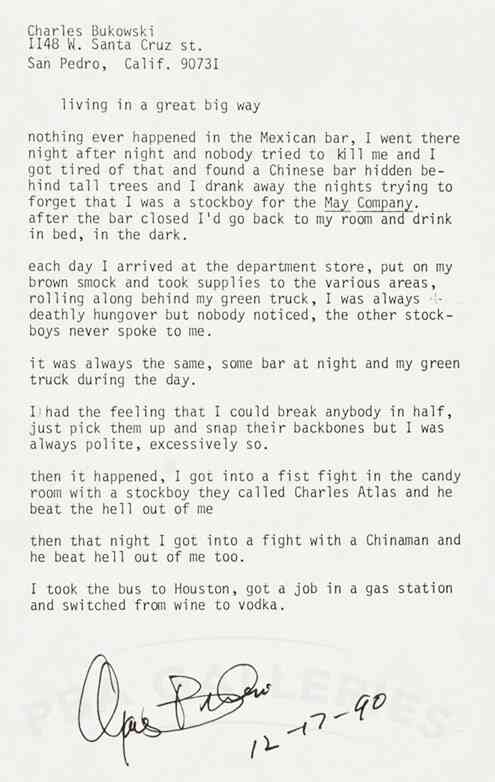 Charles Bukowski
1148 W. Santa Cruz st.
San Pedro, Calif. 90731
living in a great big way
nothing ever happened in the Mexican bar, I went there
night after night and nobody tried to kill me and I
got tired of that and found a Chinese bar hidden be-
hind tall trees and I drank away the nights trying to
forget that I was a stockboy for the May Company.
after the bar closed I'd go back to my room and drink
in bed, in the dark.
each day I arrived at the department store, put on my
brown smock and took supplies to the various areas,
rolling along behind my green truck, I was always
deathly hungover but nobody noticed, the other stock-
boys never spoke to me.
it was always the same, some bar at night and my green
truck during the day.
I had the feeling that I could break anybody in half,
just pick them up and snap their backbones but I was
always polite, excessively so.
then it happened, I got into a fist fight in the candy
room with a stockboy they called Charles Atlas and he
beat the hell out of me
then that night I got into a fight with a Chinaman and
he beat hell out of me too.
I took the bus to Houston, got a job in a gas station
and switched from wine to vodka.
12-17-90
GALLERIES